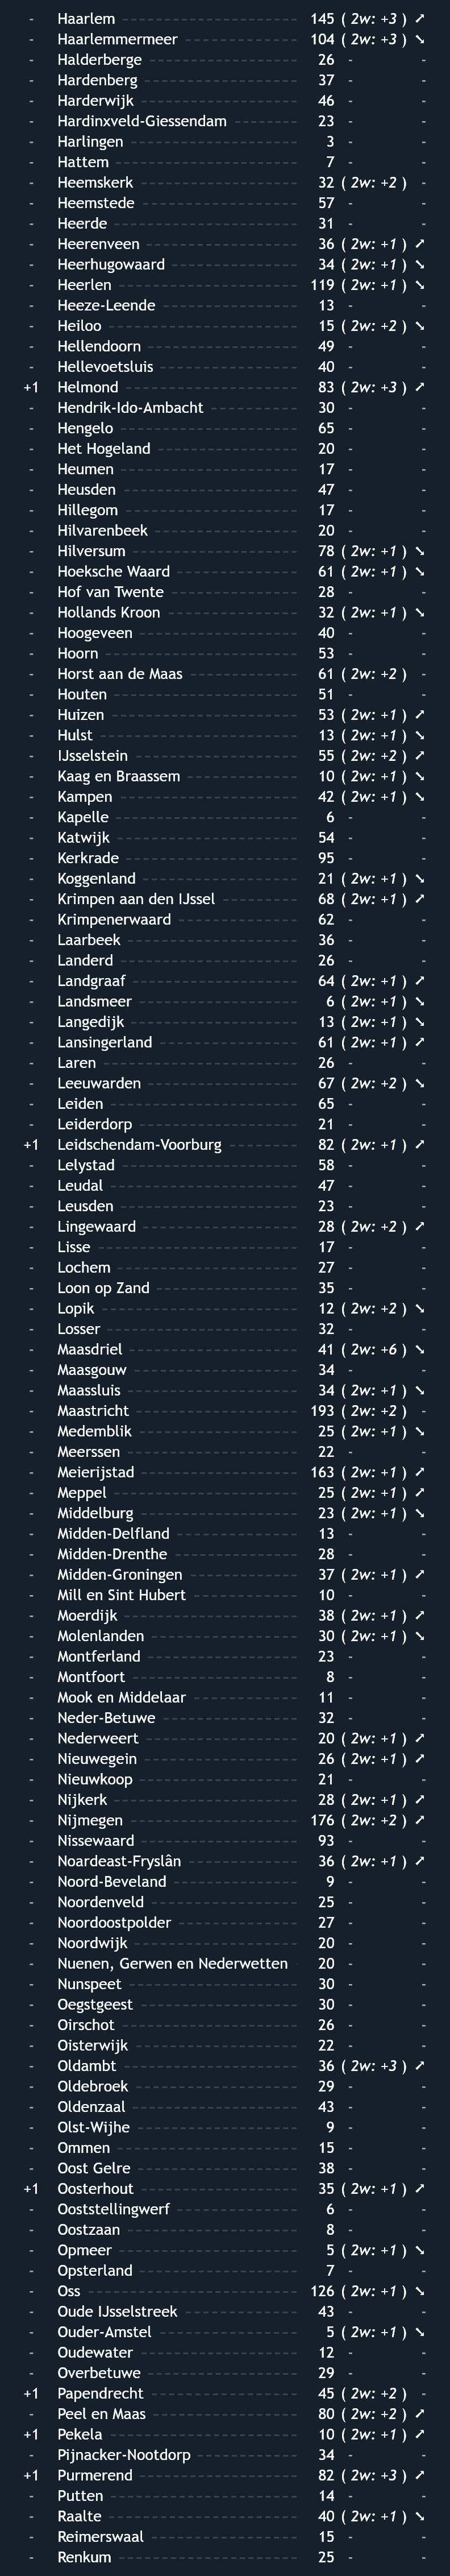 - Haarlem 145 ( 2w: +3 ) ➚
- Haarlemmermeer 104 ( 2w: +3 ) ➘
- Halderberge 26 - -
- Hardenberg 37 - -
- Harderwijk 46 - -
- Hardinxveld-Giessendam 23 - -
- Harlingen 3 - -
- Hattem 7 - -
- Heemskerk 32 ( 2w: +2 ) -
- Heemstede 57 - -
- Heerde 31 - -
- Heerenveen 36 ( 2w: +1 ) ➚
- Heerhugowaard 34 ( 2w: +1 ) ➘
- Heerlen 119 ( 2w: +1 ) ➘
- Heeze-Leende 13 - -
- Heiloo 15 ( 2w: +2 ) ➘
- Hellendoorn 49 - -
- Hellevoetsluis 40 - -
+1 Helmond 83 ( 2w: +3 ) ➚
- Hendrik-Ido-Ambacht 30 - -
- Hengelo 65 - -
- Het Hogeland 20 - -
- Heumen 17 - -
- Heusden 47 - -
- Hillegom 17 - -
- Hilvarenbeek 20 - -
- Hilversum 78 ( 2w: +1 ) ➘
- Hoeksche Waard 61 ( 2w: +1 ) ➘
- Hof van Twente 28 - -
- Hollands Kroon 32 ( 2w: +1 ) ➘
- Hoogeveen 40 - -
- Hoorn 53 - -
- Horst aan de Maas 61 ( 2w: +2 ) -
- Houten 51 - -
- Huizen 53 ( 2w: +1 ) ➚
- Hulst 13 ( 2w: +1 ) ➘
- IJsselstein 55 ( 2w: +2 ) ➚
- Kaag en Braassem 10 ( 2w: +1 ) ➘
- Kampen 42 ( 2w: +1 ) ➘
- Kapelle 6 - -
- Katwijk 54 - -
- Kerkrade 95 - -
- Koggenland 21 ( 2w: +1 ) ➘
- Krimpen aan den IJssel 68 ( 2w: +1 ) ➚
- Krimpenerwaard 62 - -
- Laarbeek 36 - -
- Landerd 26 - -
- Landgraaf 64 ( 2w: +1 ) ➚
- Landsmeer 6 ( 2w: +1 ) ➘
- Langedijk 13 ( 2w: +1 ) ➘
- Lansingerland 61 ( 2w: +1 ) ➚
- Laren 26 - -
- Leeuwarden 67 ( 2w: +2 ) ➘
- Leiden 65 - -
- Leiderdorp 21 - -
+1 Leidschendam-Voorburg 82 ( 2w: +1 ) ➚
- Lelystad 58 - -
- Leudal 47 - -
- Leusden 23 - -
- Lingewaard 28 ( 2w: +2 ) ➚
- Lisse 17 - -
- Lochem 27 - -
- Loon op Zand 35 - -
- Lopik 12 ( 2w: +2 ) ➘
- Losser 32 - -
- Maasdriel 41 ( 2w: +6 ) ➘
- Maasgouw 34 - -
- Maassluis 34 ( 2w: +1 ) ➘
- Maastricht 193 ( 2w: +2 ) -
- Medemblik 25 ( 2w: +1 ) ➘
- Meerssen 22 - -
- Meierijstad 163 ( 2w: +1 ) ➚
- Meppel 25 ( 2w: +1 ) ➚
- Middelburg 23 ( 2w: +1 ) ➘
- Midden-Delfland 13 - -
- Midden-Drenthe 28 - -
- Midden-Groningen 37 ( 2w: +1 ) ➚
- Mill en Sint Hubert 10 - -
- Moerdijk 38 ( 2w: +1 ) ➚
- Molenlanden 30 ( 2w: +1 ) ➘
- Montferland 23 - -
- Montfoort 8 - -
- Mook en Middelaar 11 - -
- Neder-Betuwe 32 - -
- Nederweert 20 ( 2w: +1 ) ➚
- Nieuwegein 26 ( 2w: +1 ) ➚
- Nieuwkoop 21 - -
- Nijkerk 28 ( 2w: +1 ) ➚
- Nijmegen 176 ( 2w: +2 ) ➚
- Nissewaard 93 - -
- Noardeast-Fryslân 36 ( 2w: +1 ) ➚
- Noord-Beveland 9 - -
- Noordenveld 25 - -
- Noordoostpolder 27 - -
- Noordwijk 20 - -
- Nuenen, Gerwen en Nederwetten 20 - -
- Nunspeet 30 - -
- Oegstgeest 30 - -
- Oirschot 26 - -
- Oisterwijk 22 - -
- Oldambt 36 ( 2w: +3 ) ➚
- Oldebroek 29 - -
- Oldenzaal 43 - -
- Olst-Wijhe 9 - -
- Ommen 15 - -
- Oost Gelre 38 - -
+1 Oosterhout 35 ( 2w: +1 ) ➚
- Ooststellingwerf 6 - -
- Oostzaan 8 - -
- Opmeer 5 ( 2w: +1 ) ➘
- Opsterland 7 - -
- Oss 126 ( 2w: +1 ) ➘
- Oude IJsselstreek 43 - -
- Ouder-Amstel 5 ( 2w: +1 ) ➘
- Oudewater 12 - -
- Overbetuwe 29 - -
+1 Papendrecht 45 ( 2w: +2 ) -
- Peel en Maas 80 ( 2w: +2 ) ➚
+1 Pekela 10 ( 2w: +1 ) ➚
- Pijnacker-Nootdorp 34 - -
+1 Purmerend 82 ( 2w: +3 ) ➚
- Putten 14 - -
- Raalte 40 ( 2w: +1 ) ➘
- Reimerswaal 15 - -
- Renkum 25 - -